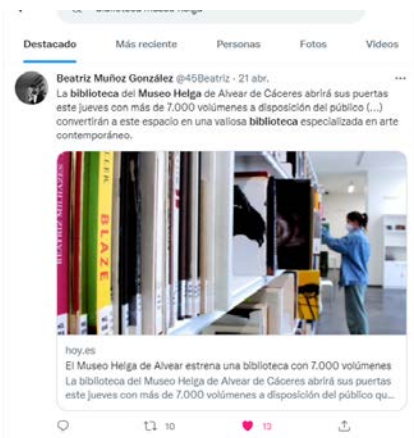 Destacado Más reciente Personas Fotos Videos
Beatriz Muñoz González @45Beatriz · 21 abr.
La biblioteca del Museo Helga de Alvear de Cáceres abrirá sus puertas
este jueves con más de 7.000 volúmenes a disposición del público (...)
convertirán a este espacio en una valiosa biblioteca especializada en arte
contemporáneo.
BEATRIZ MILHAZES
BLAZE
hoy.es
El Museo Helga de Alvear estrena una biblioteca con 7.000 volúmenes
La biblioteca del Museo Helga de Alvear de Cáceres abrirá sus puertas
este jueves con más de 7.000 volúmenes a disposición del público qu...
10 13